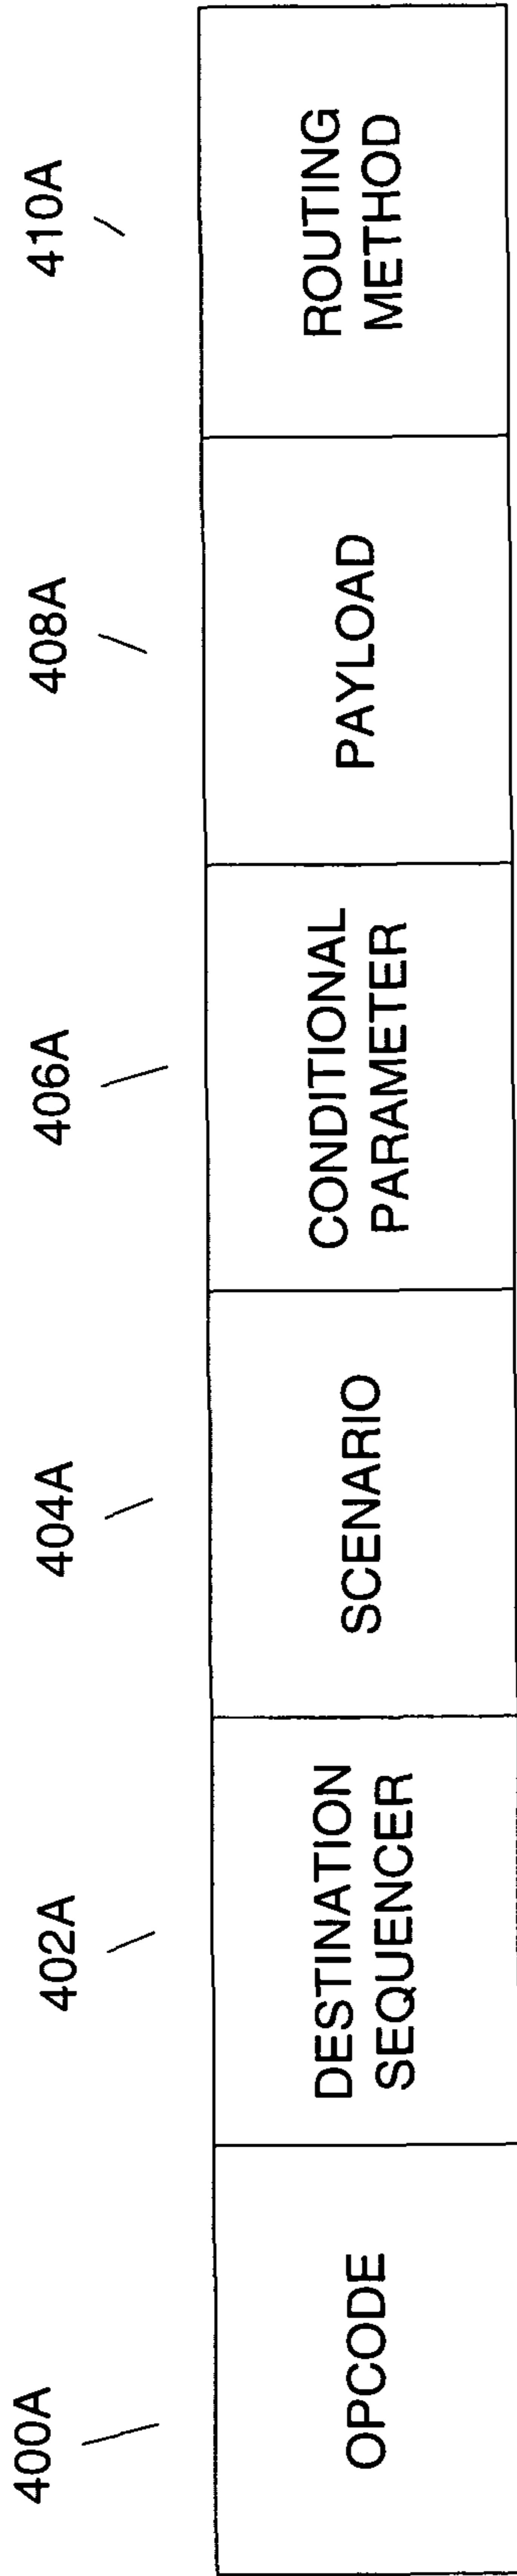 400A
402A
404A
406A
408A
410A
OPCODE
DESTINATION
SEQUENCER
SCENARIO
CONDITIONAL
PARAMETER
PAYLOAD
ROUTING
METHOD